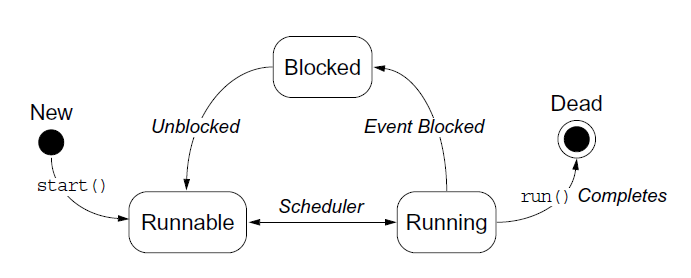 Blocked
New
Dead
Unblocked
Event Blocked
start()
run() Completes
Scheduler
Runnable
Running